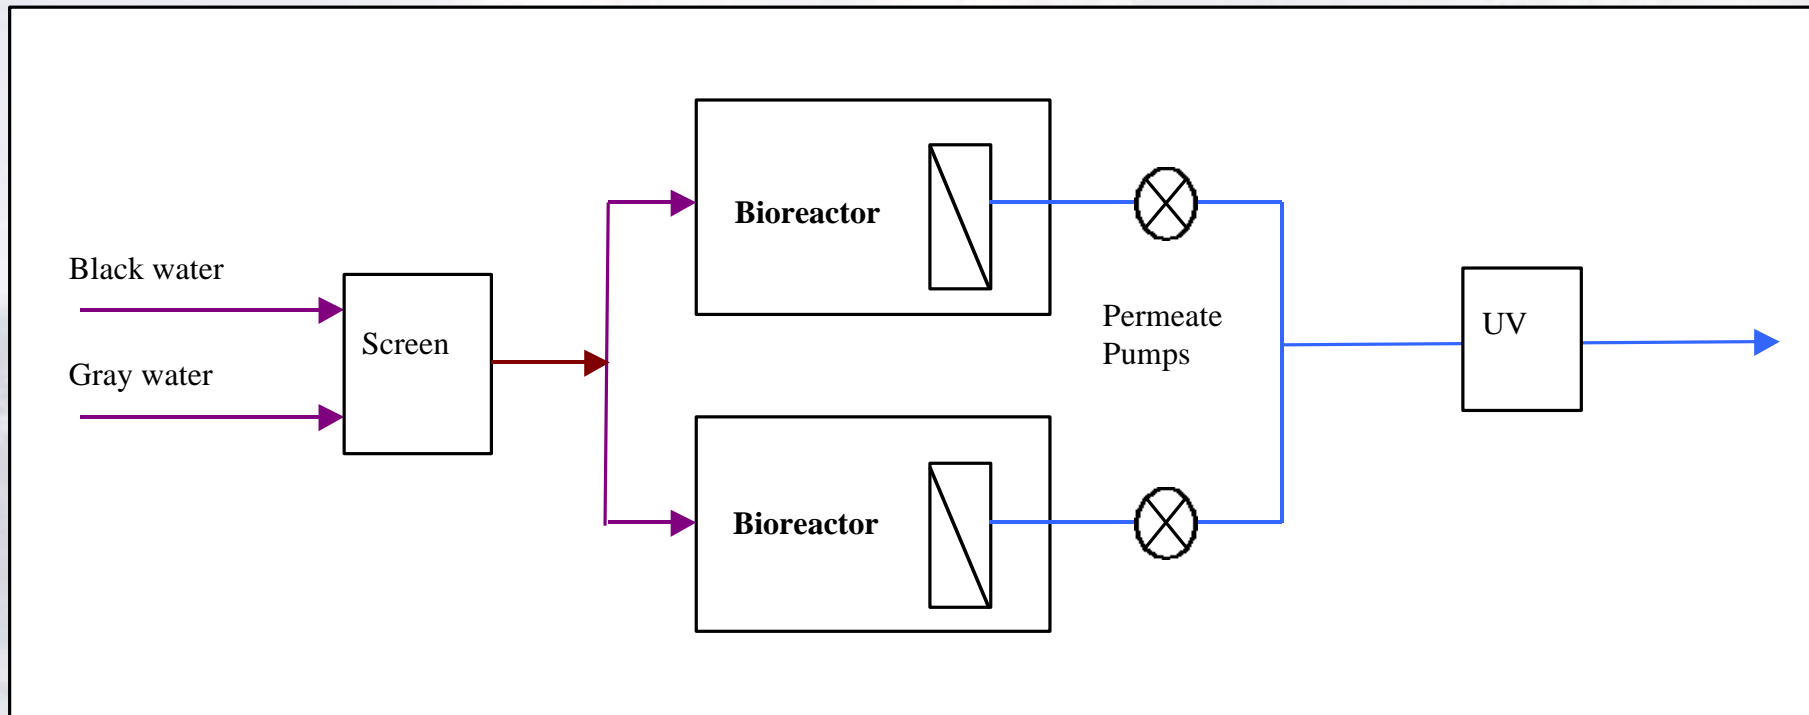 Black water
Gray water
Screen
Bioreactor
Bioreactor
Permeate
Pumps
UV